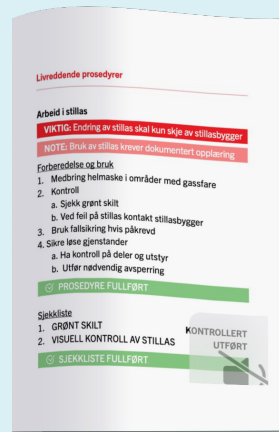 Livreddende prosedyrer
Arbeid i stillas
VIKTIG: Endring av stillas skal kun skje av stillasbygger
NOTE: Bruk av stillas krever dokumentert opplæring
Forberedelse og bruk
1. Medbring helmaske i områder med gassfare
2. Kontroll
a. Sjekk grønt skilt
b. Ved feil på stillas kontakt stillasbygger
3. Bruk fallsikring hvis påkrevd
4. Sikre løse gjenstander
a. Ha kontroll på deler og utstyr
b. Utfør nødvendig avsperring
PROSEDYRE FULLFØRT
Sjekkliste
1. GRØNT SKILT
2. VISUELL KONTROLL AV STILLAS
KONTROLLERT
UTFØRT
SJEKKLISTE FULLFØRT